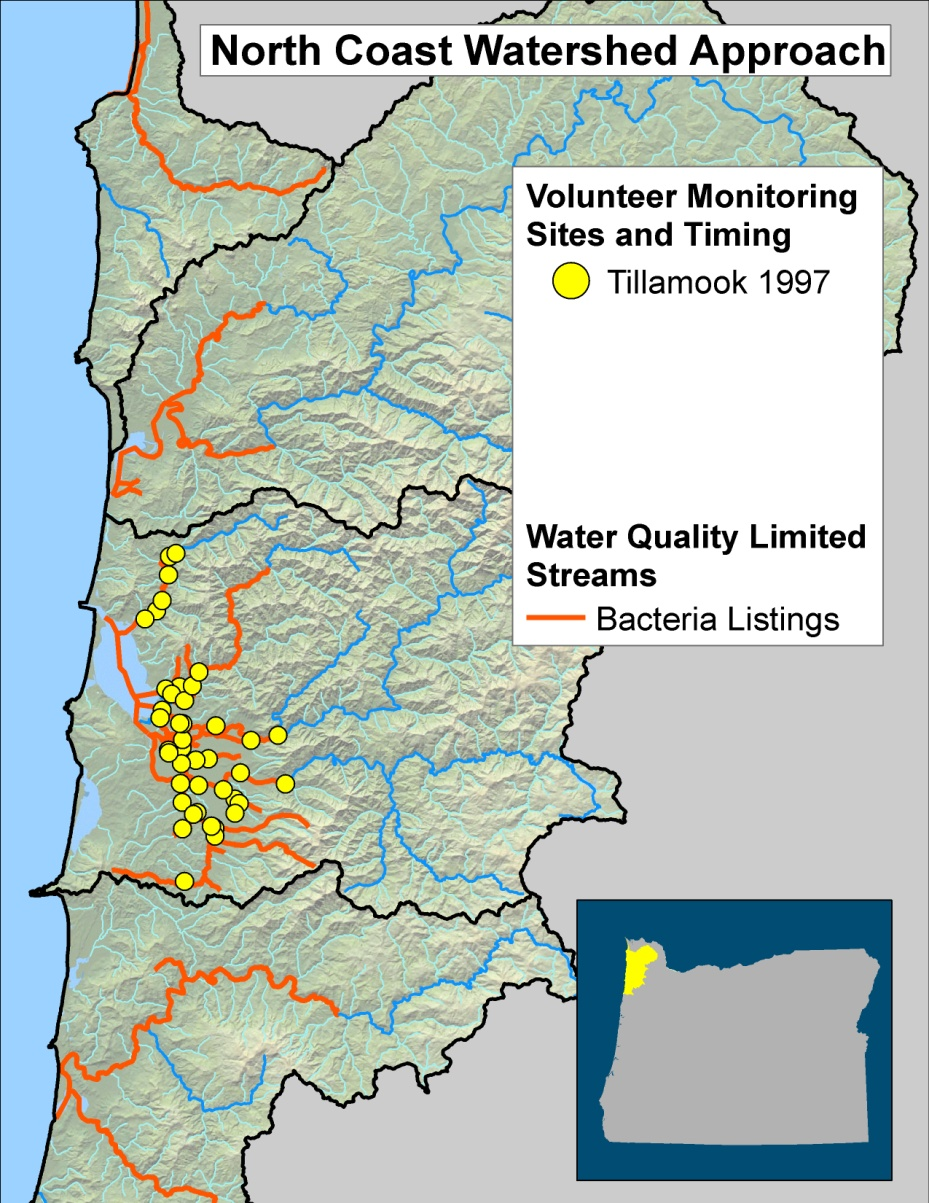 North Coast Watershed Approach
Volunteer Monitoring
Sites and Timing
Tillamook 1997
Water Quality Limited
Streams
Bacteria Listings